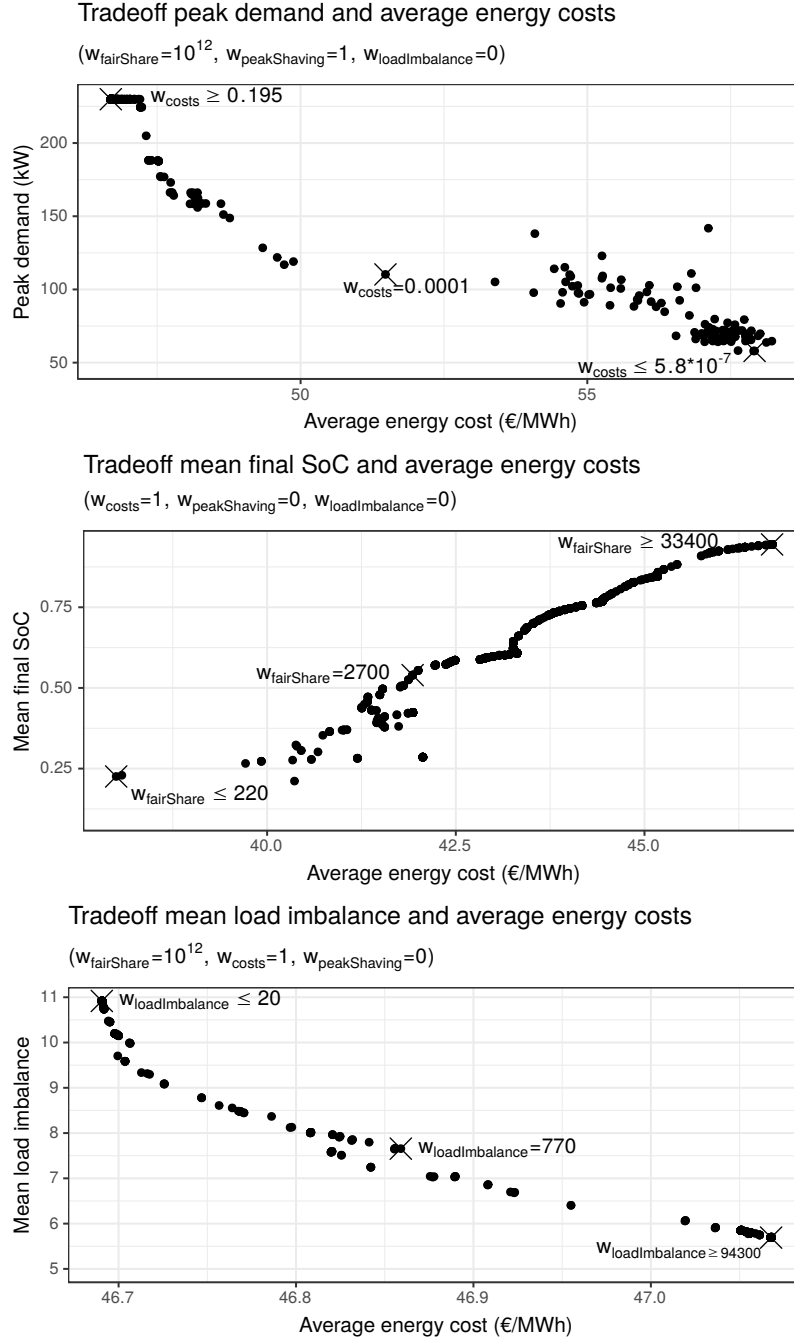 Tradeoff peak demand and average energy costs
(w_fairShare=10^12, w_peakShaving=1, w_loadImbalance=0)
w_costs ≥ 0.195
200
150
100
50
Peak demand (kW)
w_costs=0.0001
w_costs ≤ 5.8*10^-7
50
55
Average energy cost (€/MWh)
Tradeoff mean final SoC and average energy costs
(w_costs=1, w_peakShaving=0, w_loadImbalance=0)
w_fairShare ≥ 33400
0.75
0.50
0.25
Mean final SoC
w_fairShare=2700
w_fairShare ≤ 220
40.0
42.5
45.0
Average energy cost (€/MWh)
Tradeoff mean load imbalance and average energy costs
(w_fairShare=10^12, w_costs=1, w_peakShaving=0)
w_loadImbalance ≤ 20
11
10
9
8
7
6
5
Mean load imbalance
w_loadImbalance=770
w_loadImbalance≥94300
46.7
46.8
46.9
47.0
Average energy cost (€/MWh)